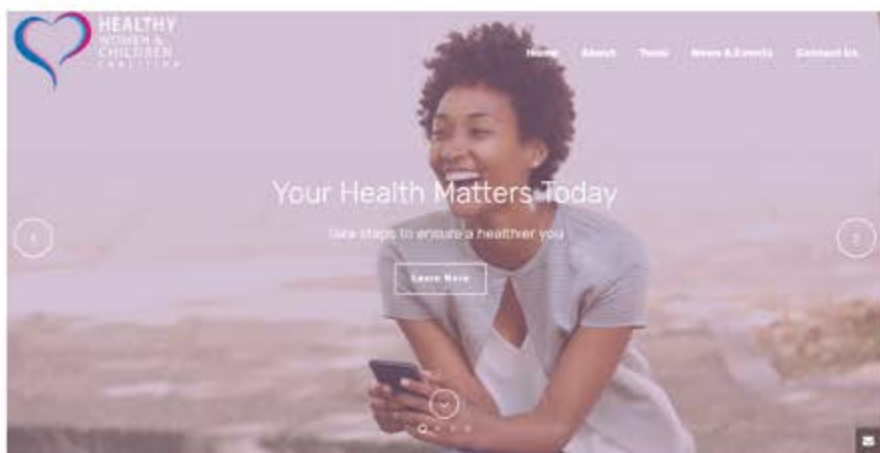 HEALTHY
WOMEN &
CHILDREN
COALITION
Home About Tools News & Events Contact Us
Your Health Matters Today
Take steps to ensure a healthier you
Learn More